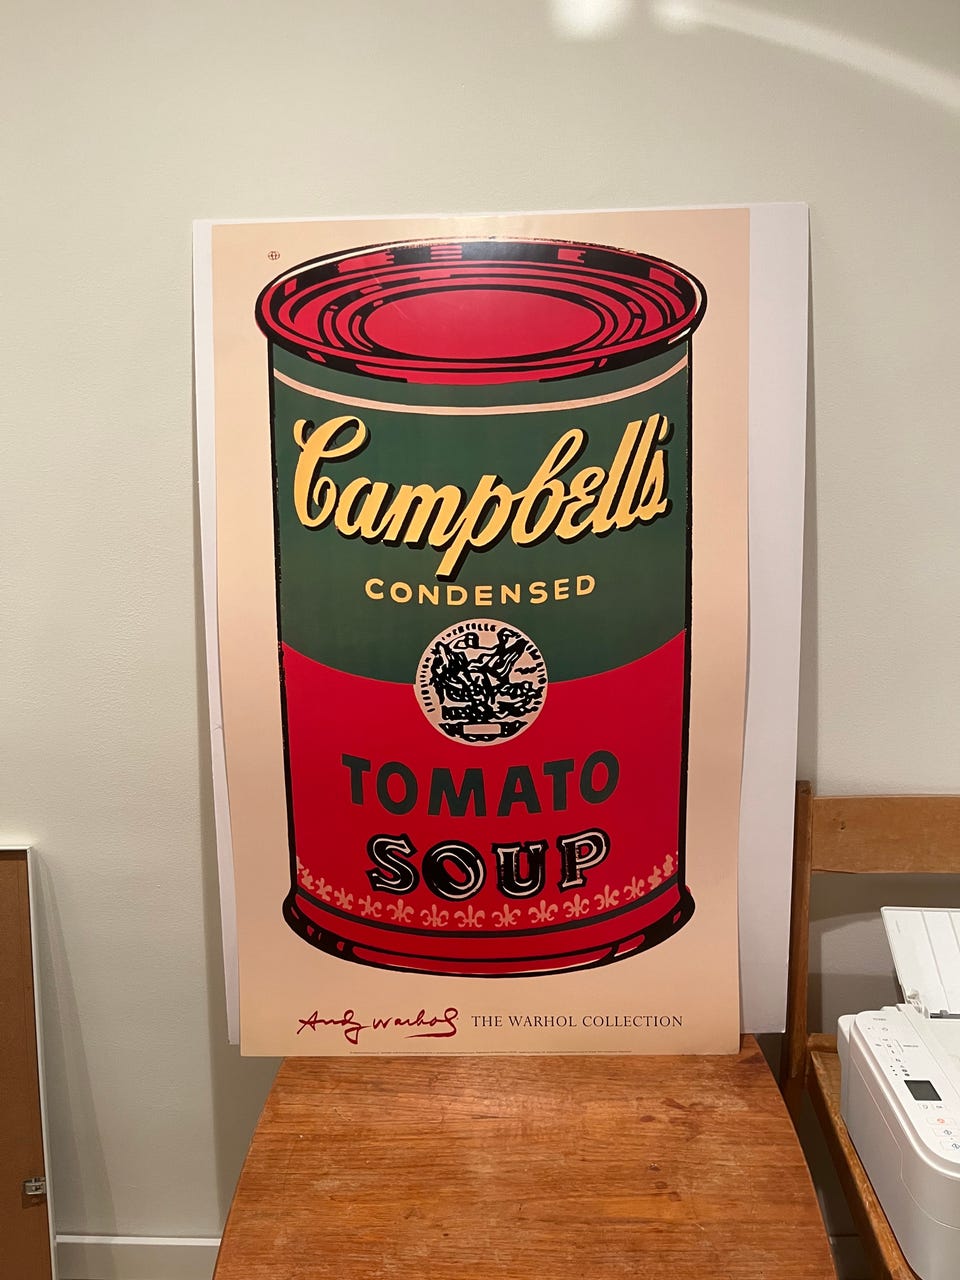 Campbell's
CONDENSED
TOMATO
SOUP
Andy Warhol THE WARHOL COLLECTION